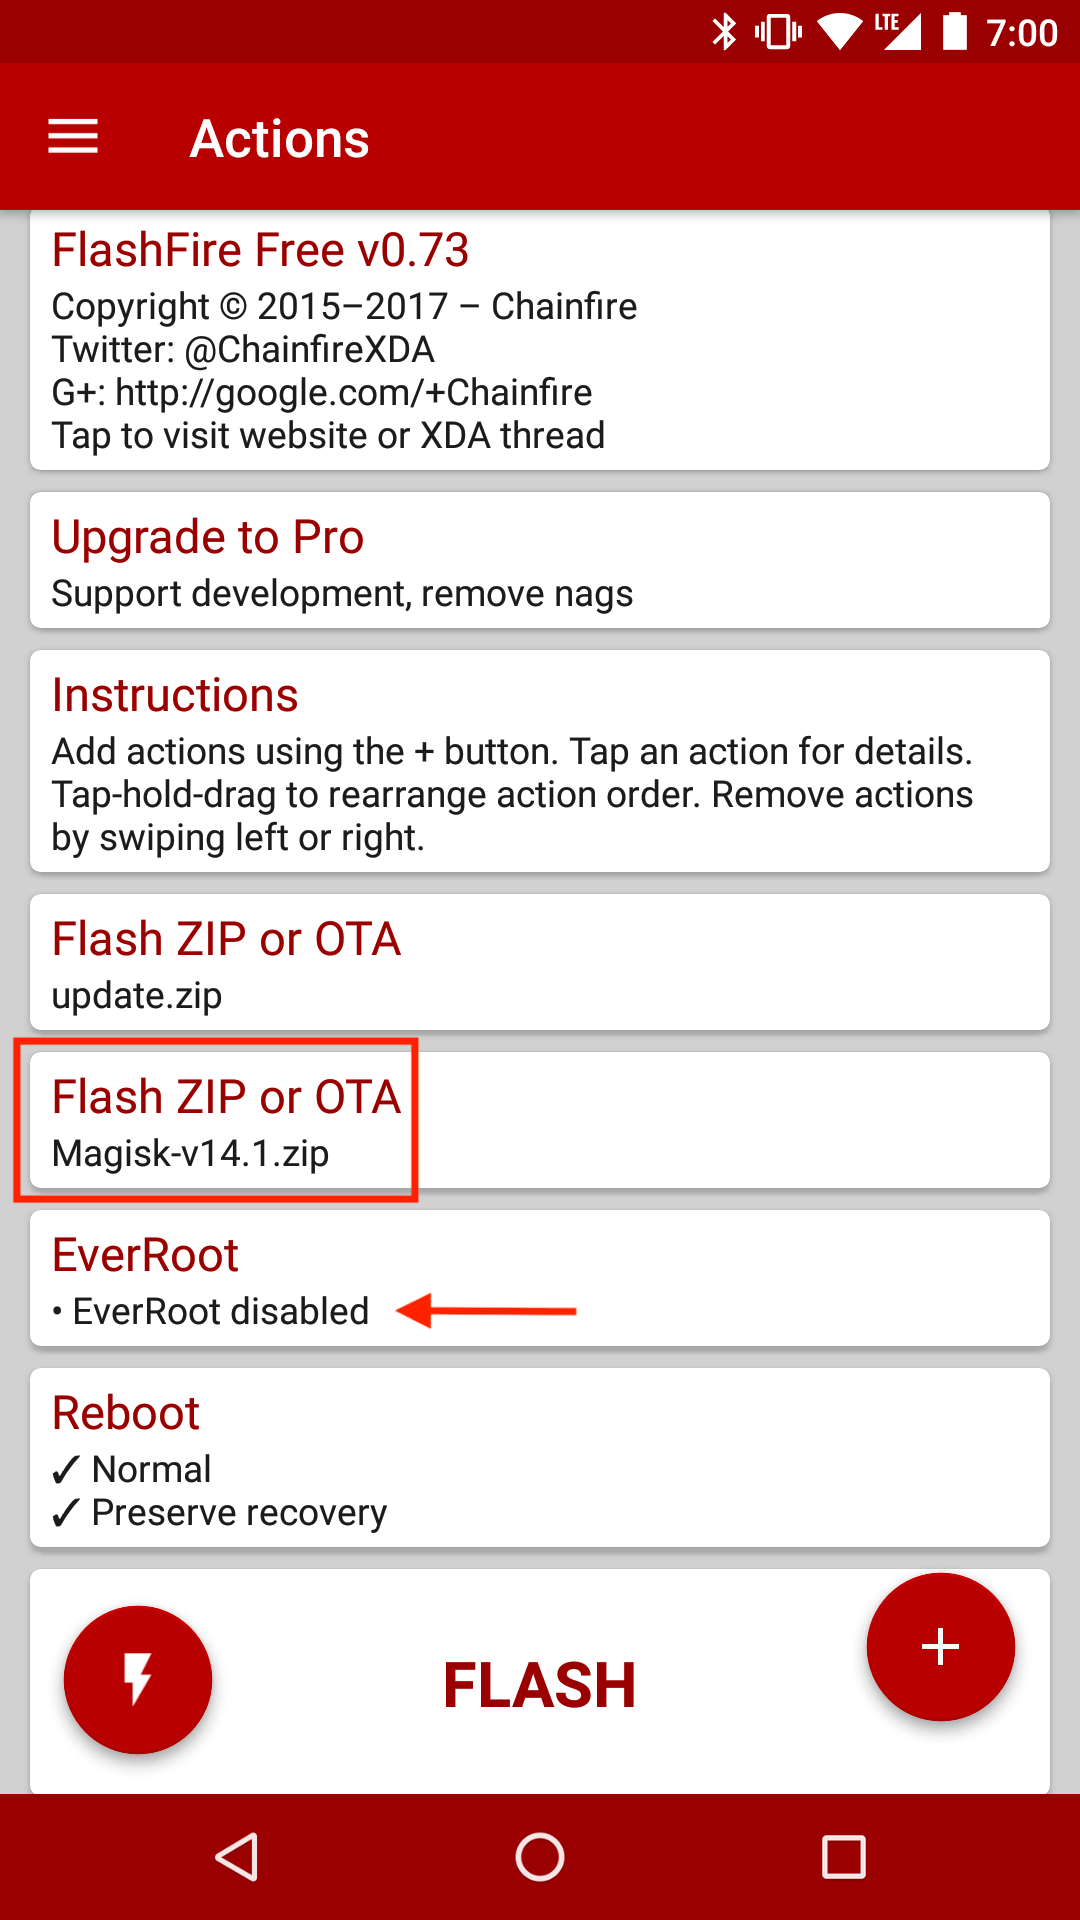 LTE 7:00
Actions
FlashFire Free v0.73
Copyright © 2015–2017 – Chainfire
Twitter: @ChainfireXDA
G+: http://google.com/+Chainfire
Tap to visit website or XDA thread
Upgrade to Pro
Support development, remove nags
Instructions
Add actions using the + button. Tap an action for details.
Tap-hold-drag to rearrange action order. Remove actions
by swiping left or right.
Flash ZIP or OTA
update.zip
Flash ZIP or OTA
Magisk-v14.1.zip
EverRoot
• EverRoot disabled
Reboot
✓ Normal
✓ Preserve recovery
FLASH